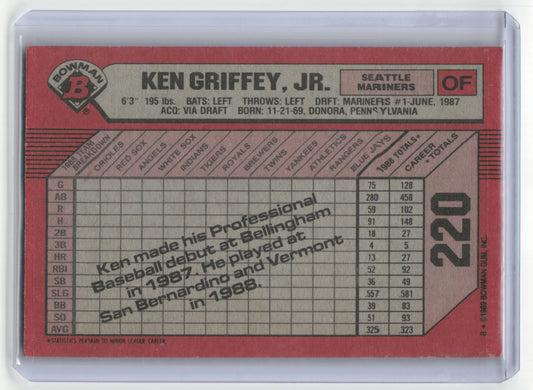 BOWMAN
B
KEN GRIFFEY, JR.
SEATTLE
MARINERS
OF
6'3" 195 lbs. BATS: LEFT THROWS: LEFT DRFT: MARINERS #1-JUNE, 1987
ACQ: VIA DRAFT BORN: 11-21-69, DONORA, PENNSYLVANIA
1988 TEAM
BREAKDOWN
ORIOLES
RED SOX
ANGELS
WHITE SOX
INDIANS
TIGERS
ROYALS
BREWERS
TWINS
YANKEES
ATHLETICS
RANGERS
BLUE JAYS
1988 TOTALS*
CAREER
TOTALS*
G 75 128
AB 280 458
R 59 102
H 91 148
2B 18 27
3B 4 5
HR 13 27
RBI 52 92
SB 36 49
SLG .557 .581
BB 39 83
SO 51 93
AVG .325 .323
Ken made his Professional
Baseball debut at Bellingham
in 1987. He played at
San Bernardino and Vermont
in 1988.
220
B * ©1989 BOWMAN GUM, INC.
*STATISTICS PERTAIN TO MINOR LEAGUE CAREER.